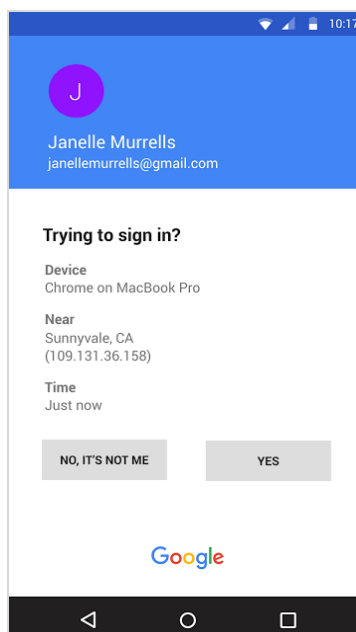 10:17
J
Janelle Murrells
janellemurrells@gmail.com
Trying to sign in?
Device
Chrome on MacBook Pro
Near
Sunnyvale, CA
(109.131.36.158)
Time
Just now
NO, IT'S NOT ME
YES
Google